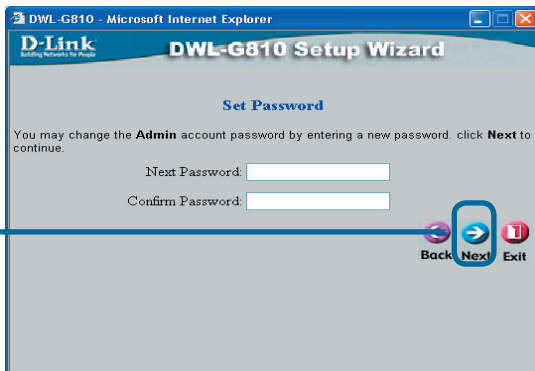 DWL-G810 - Microsoft Internet Explorer
D-Link
Building Networks for People
DWL-G810 Setup Wizard
Set Password
You may change the Admin account password by entering a new password. click Next to
continue.
Next Password:
Confirm Password:
Back Next Exit